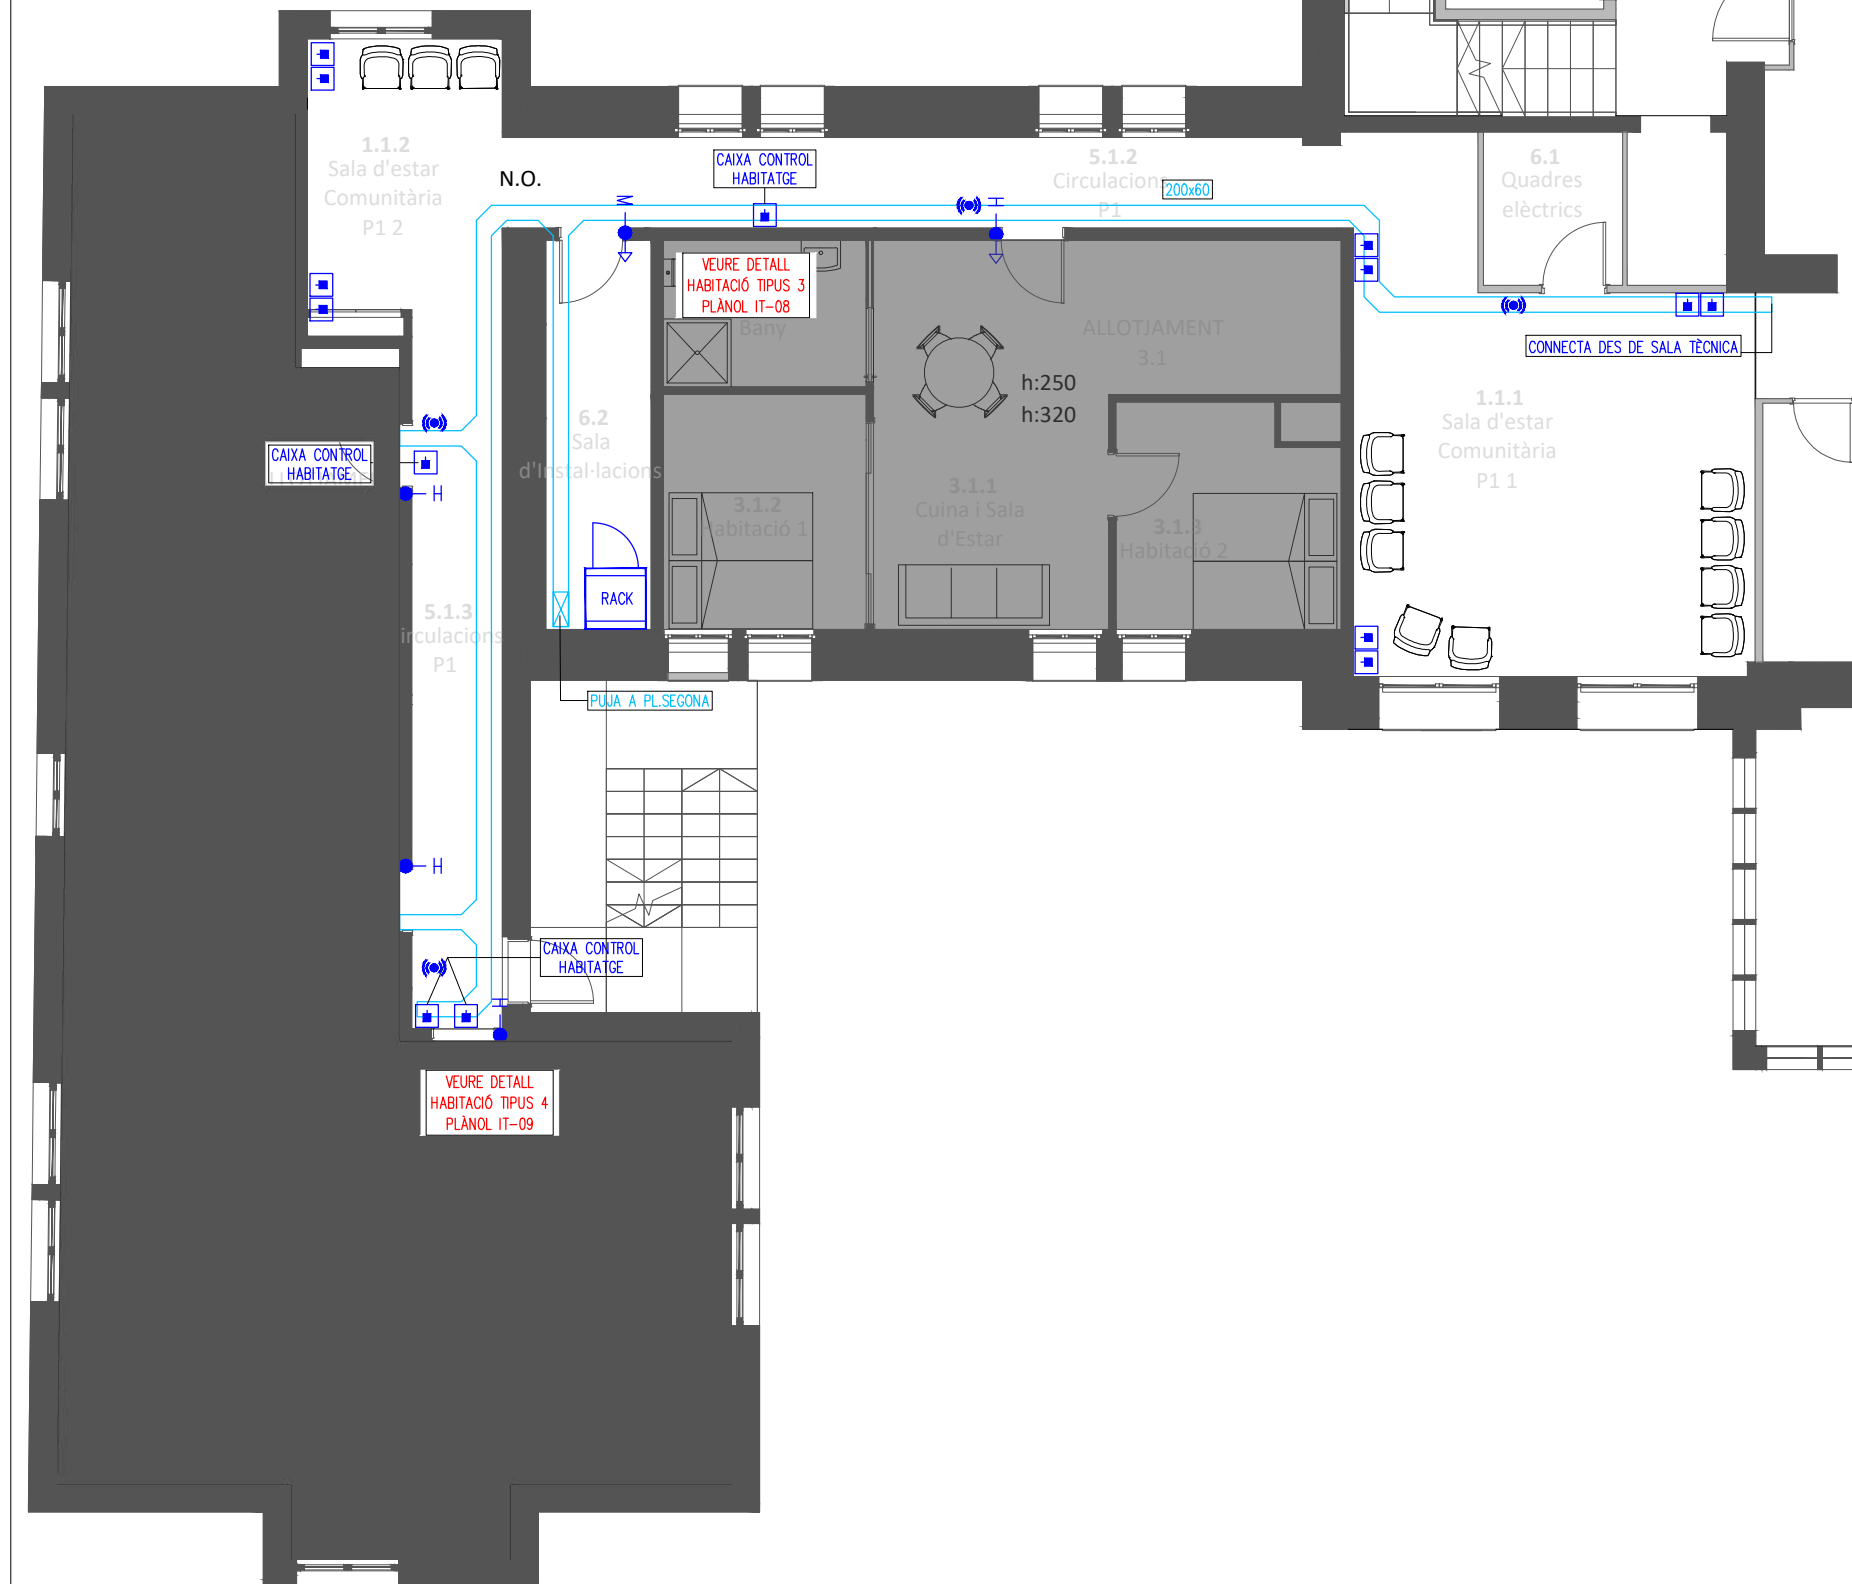 1.1.2
Sala d'estar
Comunitària
P1 2
N.O.
CAIXA CONTROL
HABITATGE
5.1.2
Circulacions
P1
200x60
6.1
Quadres
elèctrics
M
H
VEURE DETALL
HABITACIÓ TIPUS 3
PLÀNOL IT-08
Bany
ALLOTJAMENT
3.1
h:250
h:320
CONNECTA DES DE SALA TÈCNICA
1.1.1
Sala d'estar
Comunitària
P1 1
6.2
Sala
d'Instal·lacions
CAIXA CONTROL
HABITATGE
H
3.1.2
Habitació 1
3.1.1
Cuina i Sala
d'Estar
3.1.3
Habitació 2
RACK
5.1.3
irculacions
P1
PUJA A PL.SEGONA
H
CAIXA CONTROL
HABITATGE
H
VEURE DETALL
HABITACIÓ TIPUS 4
PLÀNOL IT-09